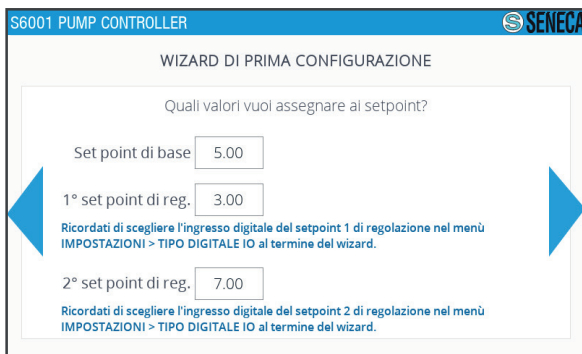 S6001 PUMP CONTROLLER
S SENECA
WIZARD DI PRIMA CONFIGURAZIONE
Quali valori vuoi assegnare ai setpoint?
Set point di base 5.00
1° set point di reg. 3.00
Ricordati di scegliere l'ingresso digitale del setpoint 1 di regolazione nel menù
IMPOSTAZIONI > TIPO DIGITALE IO al termine del wizard.
2° set point di reg. 7.00
Ricordati di scegliere l'ingresso digitale del setpoint 2 di regolazione nel menù
IMPOSTAZIONI > TIPO DIGITALE IO al termine del wizard.